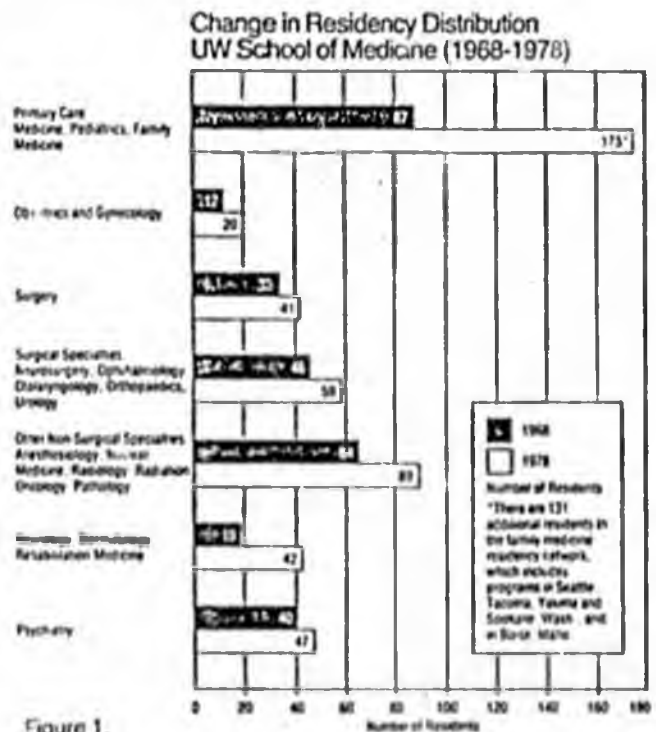 Change in Residency Distribution
UW School of Medicine (1968-1978)
Primary Care
Medicine, Pediatrics, Family
Medicine
87
175*
and Gynecology
12
20
Surgery
33
41
Surgical Specialties
Neurosurgery, Ophthalmology
Otolaryngology, Orthopaedics,
Urology
58
Other Non-Surgical Specialties
Anesthesiology, Nuclear
Medicine, Radiology, Radiation
Oncology, Pathology
Rehabilitation Medicine
42
Psychiatry
47
1968
1978
Number of Residents
*There are 131
additional residents in
the family medicine
residency network,
which includes
programs in Seattle
Tacoma, Yakima and
Spokane Wash., and
in Boise, Idaho
0 20 40 60 80 100 120 140 160 180
Number of Residents
Figure 1